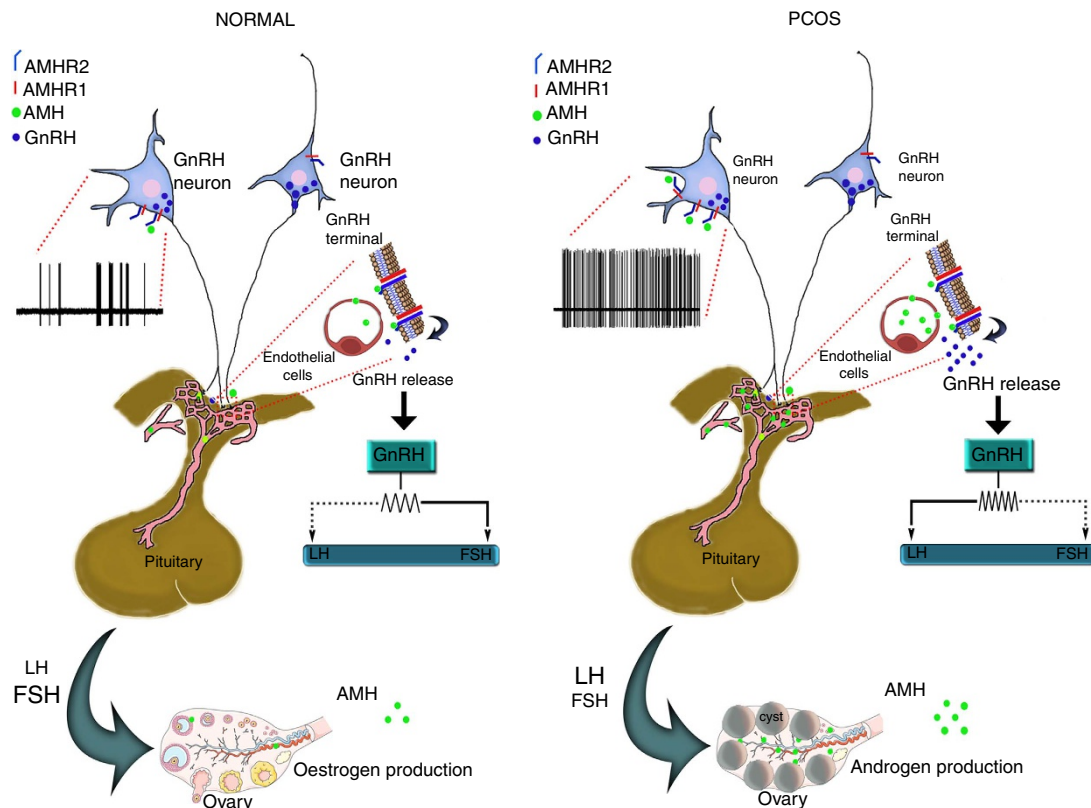 NORMAL
AMHR2
AMHR1
AMH
GnRH
GnRH
neuron
GnRH
neuron
GnRH
terminal
Endothelial
cells
GnRH release
GnRH
LH
FSH
Pituitary
LH
FSH
AMH
Oestrogen production
Ovary
PCOS
AMHR2
AMHR1
AMH
GnRH
GnRH
neuron
GnRH
neuron
GnRH
terminal
Endothelial
cells
GnRH release
GnRH
LH
FSH
Pituitary
LH
FSH
AMH
cyst
Androgen production
Ovary